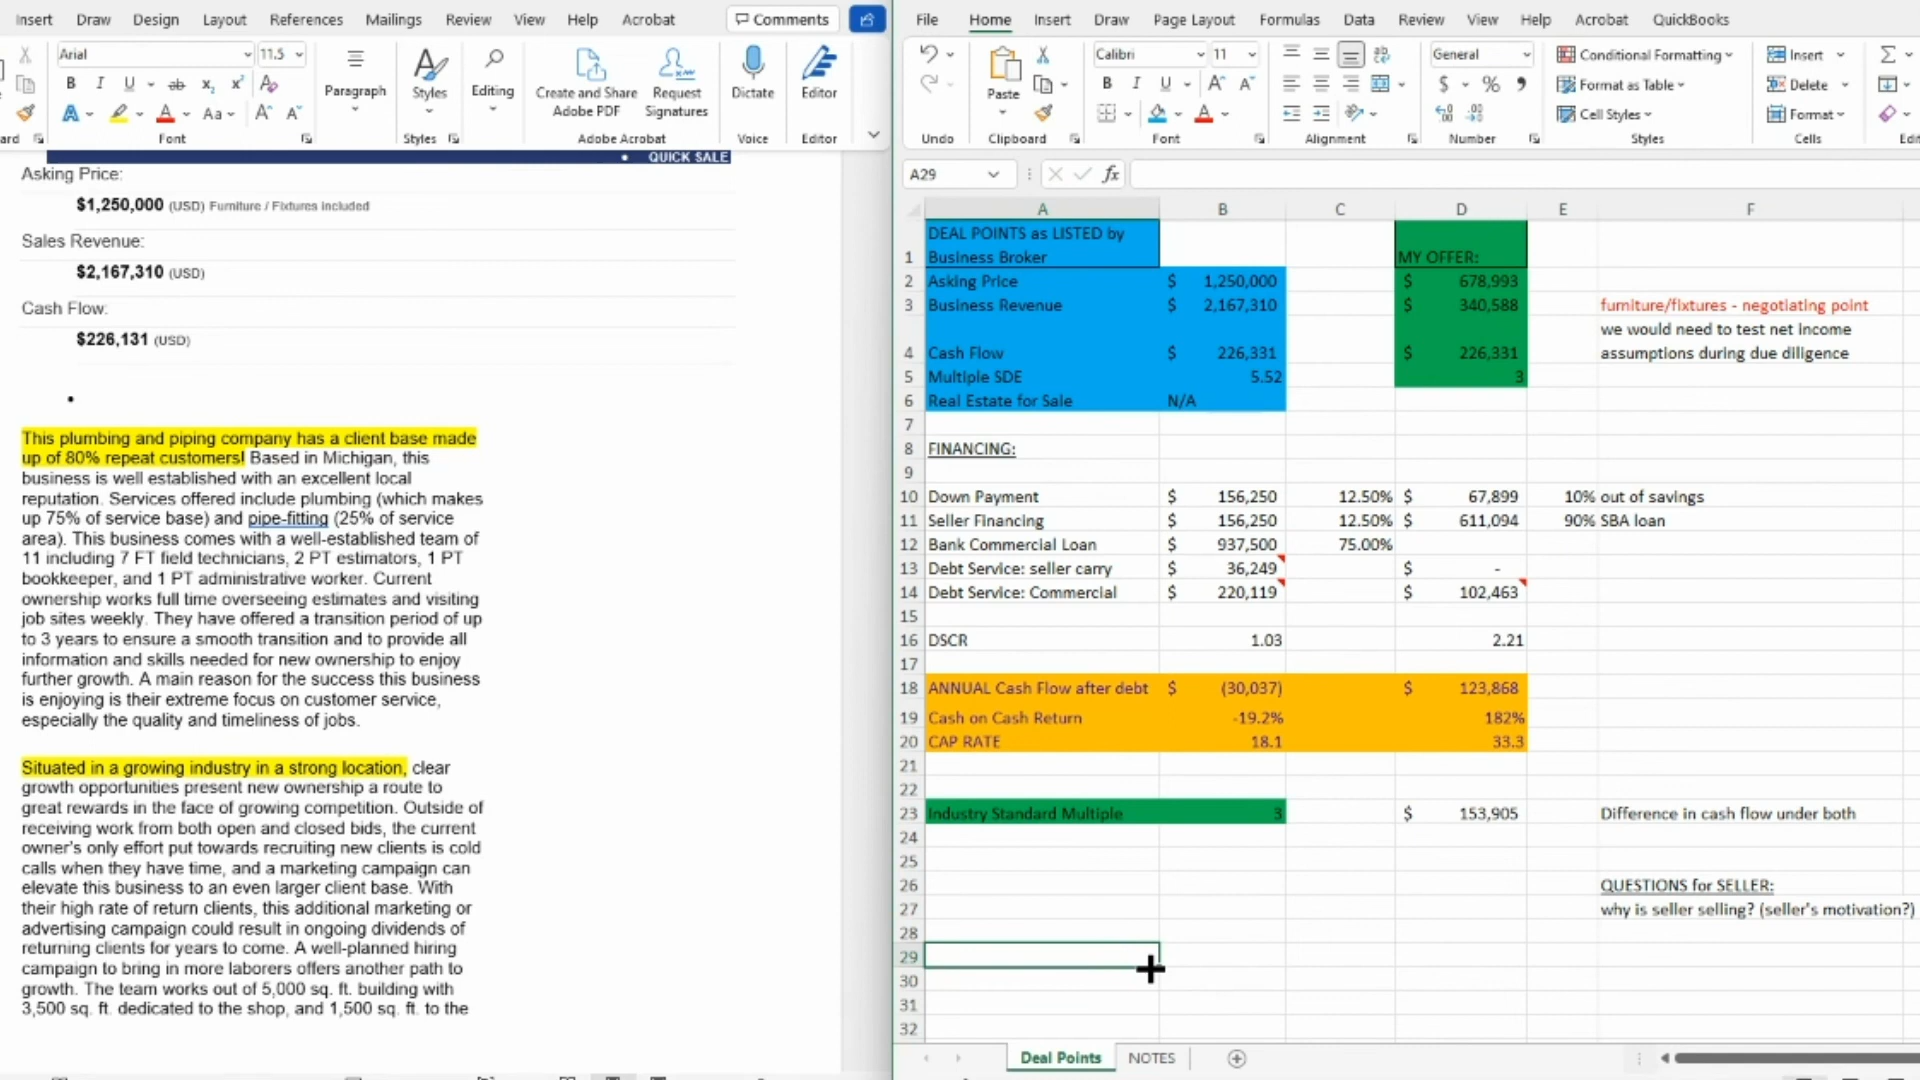 Insert Draw Design Layout References Mailings Review View Help Acrobat Comments
Arial 11.5
B I U ab x₂ x² A
A A Aa A A
Paragraph Styles Editing Create and Share Adobe PDF Request Signatures Dictate Editor
Font Styles Adobe Acrobat Voice Editor
• QUICK SALE
Asking Price:
$1,250,000 (USD) Furniture / Fixtures included
Sales Revenue:
$2,167,310 (USD)
Cash Flow:
$226,131 (USD)
•
This plumbing and piping company has a client base made
up of 80% repeat customers! Based in Michigan, this
business is well established with an excellent local
reputation. Services offered include plumbing (which makes
up 75% of service base) and pipe-fitting (25% of service
area). This business comes with a well-established team of
11 including 7 FT field technicians, 2 PT estimators, 1 PT
bookkeeper, and 1 PT administrative worker. Current
ownership works full time overseeing estimates and visiting
job sites weekly. They have offered a transition period of up
to 3 years to ensure a smooth transition and to provide all
information and skills needed for new ownership to enjoy
further growth. A main reason for the success this business
is enjoying is their extreme focus on customer service,
especially the quality and timeliness of jobs.
Situated in a growing industry in a strong location, clear
growth opportunities present new ownership a route to
great rewards in the face of growing competition. Outside of
receiving work from both open and closed bids, the current
owner's only effort put towards recruiting new clients is cold
calls when they have time, and a marketing campaign can
elevate this business to an even larger client base. With
their high rate of return clients, this additional marketing or
advertising campaign could result in ongoing dividends of
returning clients for years to come. A well-planned hiring
campaign to bring in more laborers offers another path to
growth. The team works out of 5,000 sq. ft. building with
3,500 sq. ft. dedicated to the shop, and 1,500 sq. ft. to the
File Home Insert Draw Page Layout Formulas Data Review View Help Acrobat QuickBooks
Calibri 11 General Conditional Formatting Insert
Paste B I U A A $ % Format as Table Delete
A Cell Styles Format
Undo Clipboard Font Alignment Number Styles Cells
A29 fx
A B C D E F
DEAL POINTS as LISTED by
1 Business Broker MY OFFER:
2 Asking Price $ 1,250,000 $ 678,993
3 Business Revenue $ 2,167,310 $ 340,588 furniture/fixtures - negotiating point
we would need to test net income
4 Cash Flow $ 226,331 $ 226,331 assumptions during due diligence
5 Multiple SDE 5.52 3
6 Real Estate for Sale N/A
7
8 FINANCING:
9
10 Down Payment $ 156,250 12.50% $ 67,899 10% out of savings
11 Seller Financing $ 156,250 12.50% $ 611,094 90% SBA loan
12 Bank Commercial Loan $ 937,500 75.00%
13 Debt Service: seller carry $ 36,249 $ -
14 Debt Service: Commercial $ 220,119 $ 102,463
15
16 DSCR 1.03 2.21
17
18 ANNUAL Cash Flow after debt $ (30,037) $ 123,868
19 Cash on Cash Return -19.2% 182%
20 CAP RATE 18.1 33.3
21
22
23 Industry Standard Multiple 3 $ 153,905 Difference in cash flow under both
24
25
26 QUESTIONS for SELLER:
27 why is seller selling? (seller's motivation?)
28
29
30
31
32
Deal Points NOTES